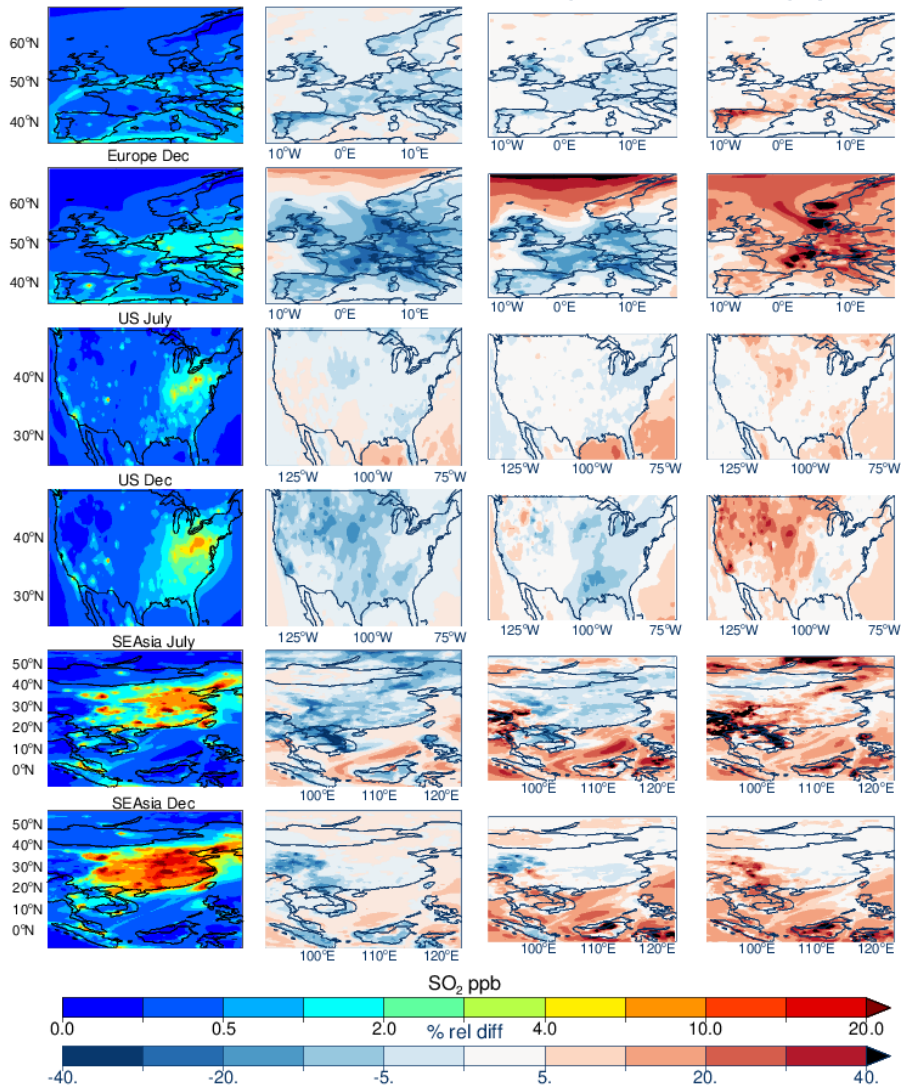 60°N
50°N
40°N
10°W 0°E 10°E
10°W 0°E 10°E
10°W 0°E 10°E
Europe Dec
60°N
50°N
40°N
10°W 0°E 10°E
10°W 0°E 10°E
10°W 0°E 10°E
US July
40°N
30°N
125°W 100°W 75°W
125°W 100°W 75°W
125°W 100°W 75°W
US Dec
40°N
30°N
125°W 100°W 75°W
125°W 100°W 75°W
125°W 100°W 75°W
SEAsia July
50°N
40°N
30°N
20°N
10°N
0°N
100°E 110°E 120°E
100°E 110°E 120°E
100°E 110°E 120°E
SEAsia Dec
50°N
40°N
30°N
20°N
10°N
0°N
100°E 110°E 120°E
100°E 110°E 120°E
100°E 110°E 120°E
SO₂ ppb
0.0 0.5 2.0 4.0 10.0 20.0
% rel diff
-40. -20. -5. 5. 20. 40.